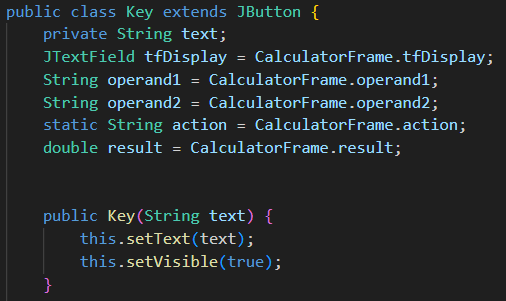 public class Key extends JButton {
    private String text;
    JTextField tfDisplay = CalculatorFrame.tfDisplay;
    String operand1 = CalculatorFrame.operand1;
    String operand2 = CalculatorFrame.operand2;
    static String action = CalculatorFrame.action;
    double result = CalculatorFrame.result;
    public Key(String text) {
        this.setText(text);
        this.setVisible(true);
    }